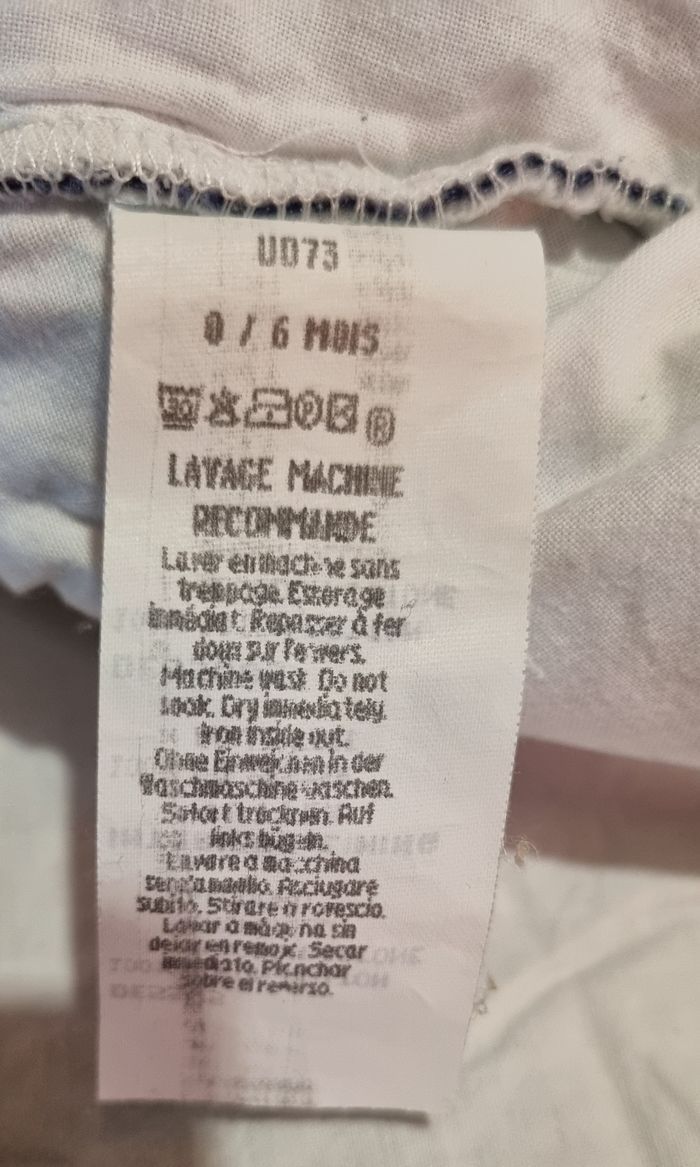 UD73
0 / 6 MOIS
30 P ®
LAVAGE MACHINE
RECOMMANDE
Laver en machine sans
trempage. Essorage
immédiat. Repasser à fer
doux sur l'envers.
Machine wash. Do not
soak. Dry immediately.
Iron inside out.
Ohne Einweichen in der
Waschmaschine waschen.
Sofort trocknen. Auf
links bügeln.
Lavare a macchina
senz'ammollo. Asciugare
subito. Stirare a rovescio.
Lavar a máquina sin
dejar en remojo. Secar
inmediato. Planchar
sobre el reverso.